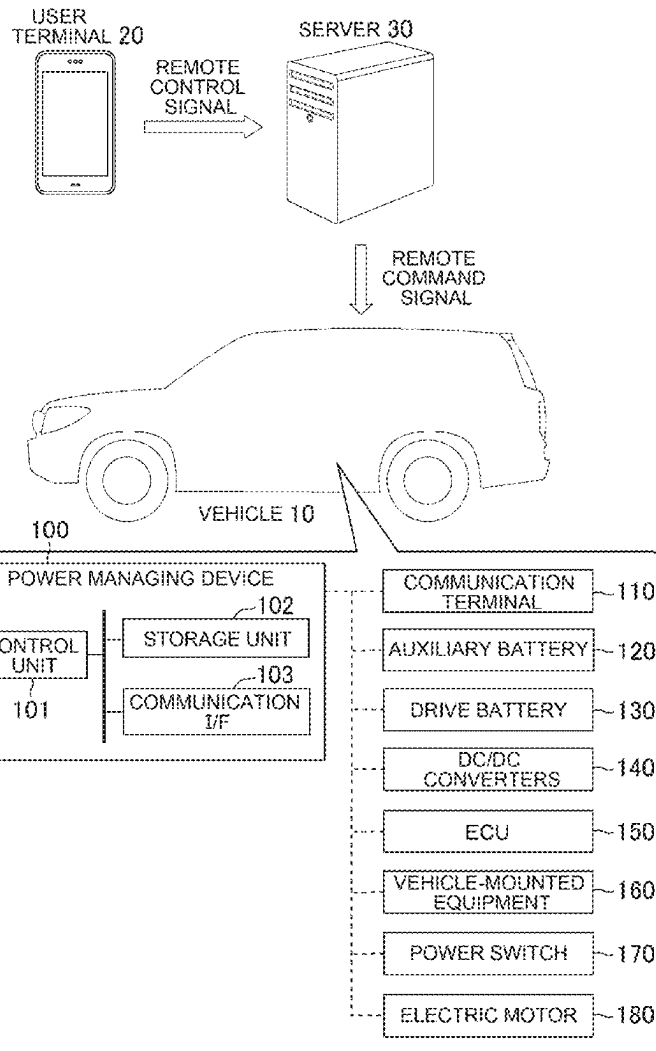 USER
TERMINAL 20
SERVER 30
REMOTE
CONTROL
SIGNAL
REMOTE
COMMAND
SIGNAL
VEHICLE 10
100
POWER MANAGING DEVICE
102
STORAGE UNIT
ONTROL
UNIT
101
103
COMMUNICATION
I/F
COMMUNICATION
TERMINAL
110
AUXILIARY BATTERY
120
DRIVE BATTERY
130
DC/DC
CONVERTERS
140
ECU
150
VEHICLE-MOUNTED
EQUIPMENT
160
POWER SWITCH
170
ELECTRIC MOTOR
180